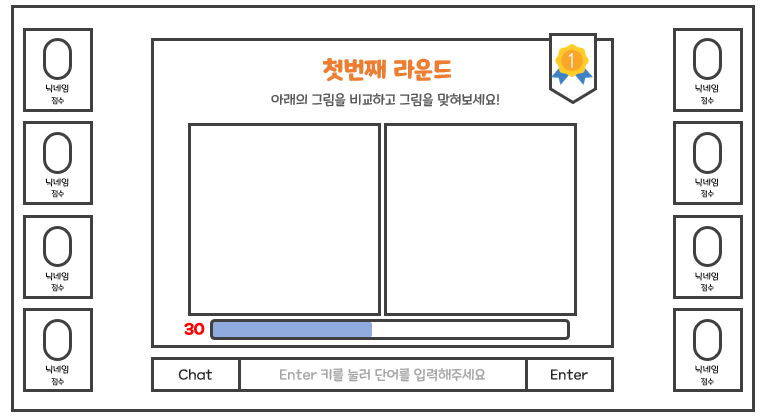 첫번째 라운드
1
아래의 그림을 비교하고 그림을 맞혀보세요!
닉네임
점수
닉네임
점수
닉네임
점수
닉네임
점수
30
닉네임
점수
닉네임
점수
닉네임
점수
닉네임
점수
Chat
Enter 키를 눌러 단어를 입력해주세요
Enter